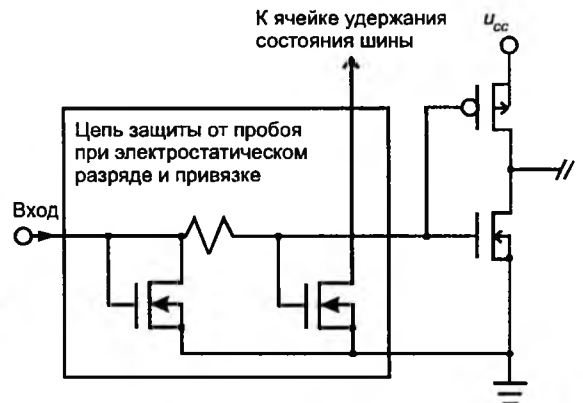 К ячейке удержания
состояния шины
u_cc
Цепь защиты от пробоя
при электростатическом
разряде и привязке
Вход